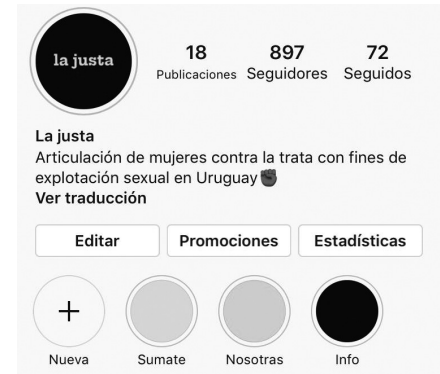 la justa
18 897 72
Publicaciones Seguidores Seguidos
La justa
Articulación de mujeres contra la trata con fines de
explotación sexual en Uruguay✊🏿
Ver traducción
Editar Promociones Estadísticas
+
Nueva Sumate Nosotras Info